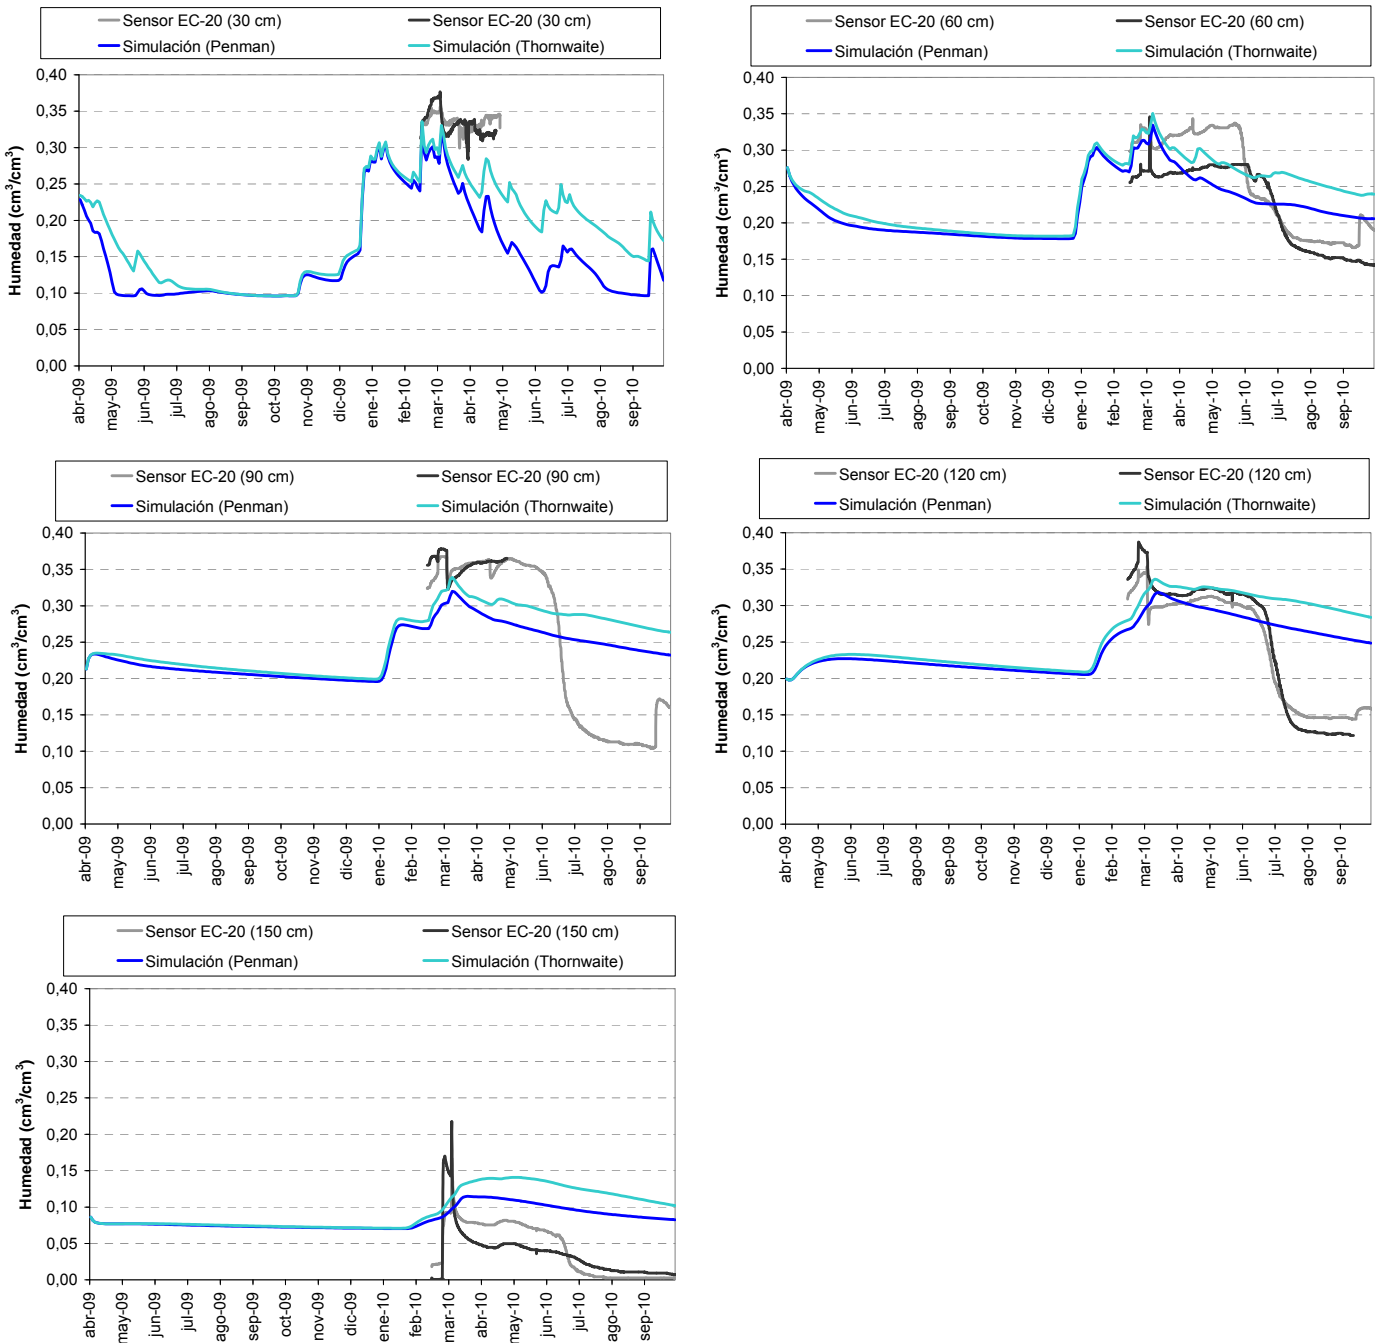 Sensor EC-20 (30 cm) Sensor EC-20 (30 cm)
Simulación (Penman) Simulación (Thornwaite)
Humedad (cm³/cm³)
0,40
0,35
0,30
0,25
0,20
0,15
0,10
0,05
0,00
abr-09 may-09 jun-09 jul-09 ago-09 sep-09 oct-09 nov-09 dic-09 ene-10 feb-10 mar-10 abr-10 may-10 jun-10 jul-10 ago-10 sep-10
Sensor EC-20 (60 cm) Sensor EC-20 (60 cm)
Simulación (Penman) Simulación (Thornwaite)
Humedad (cm³/cm³)
0,40
0,35
0,30
0,25
0,20
0,15
0,10
0,05
0,00
abr-09 may-09 jun-09 jul-09 ago-09 sep-09 oct-09 nov-09 dic-09 ene-10 feb-10 mar-10 abr-10 may-10 jun-10 jul-10 ago-10 sep-10
Sensor EC-20 (90 cm) Sensor EC-20 (90 cm)
Simulación (Penman) Simulación (Thornwaite)
Humedad (cm³/cm³)
0,40
0,35
0,30
0,25
0,20
0,15
0,10
0,05
0,00
abr-09 may-09 jun-09 jul-09 ago-09 sep-09 oct-09 nov-09 dic-09 ene-10 feb-10 mar-10 abr-10 may-10 jun-10 jul-10 ago-10 sep-10
Sensor EC-20 (120 cm) Sensor EC-20 (120 cm)
Simulación (Penman) Simulación (Thornwaite)
Humedad (cm³/cm³)
0,40
0,35
0,30
0,25
0,20
0,15
0,10
0,05
0,00
abr-09 may-09 jun-09 jul-09 ago-09 sep-09 oct-09 nov-09 dic-09 ene-10 feb-10 mar-10 abr-10 may-10 jun-10 jul-10 ago-10 sep-10
Sensor EC-20 (150 cm) Sensor EC-20 (150 cm)
Simulación (Penman) Simulación (Thornwaite)
Humedad (cm³/cm³)
0,40
0,35
0,30
0,25
0,20
0,15
0,10
0,05
0,00
abr-09 may-09 jun-09 jul-09 ago-09 sep-09 oct-09 nov-09 dic-09 ene-10 feb-10 mar-10 abr-10 may-10 jun-10 jul-10 ago-10 sep-10